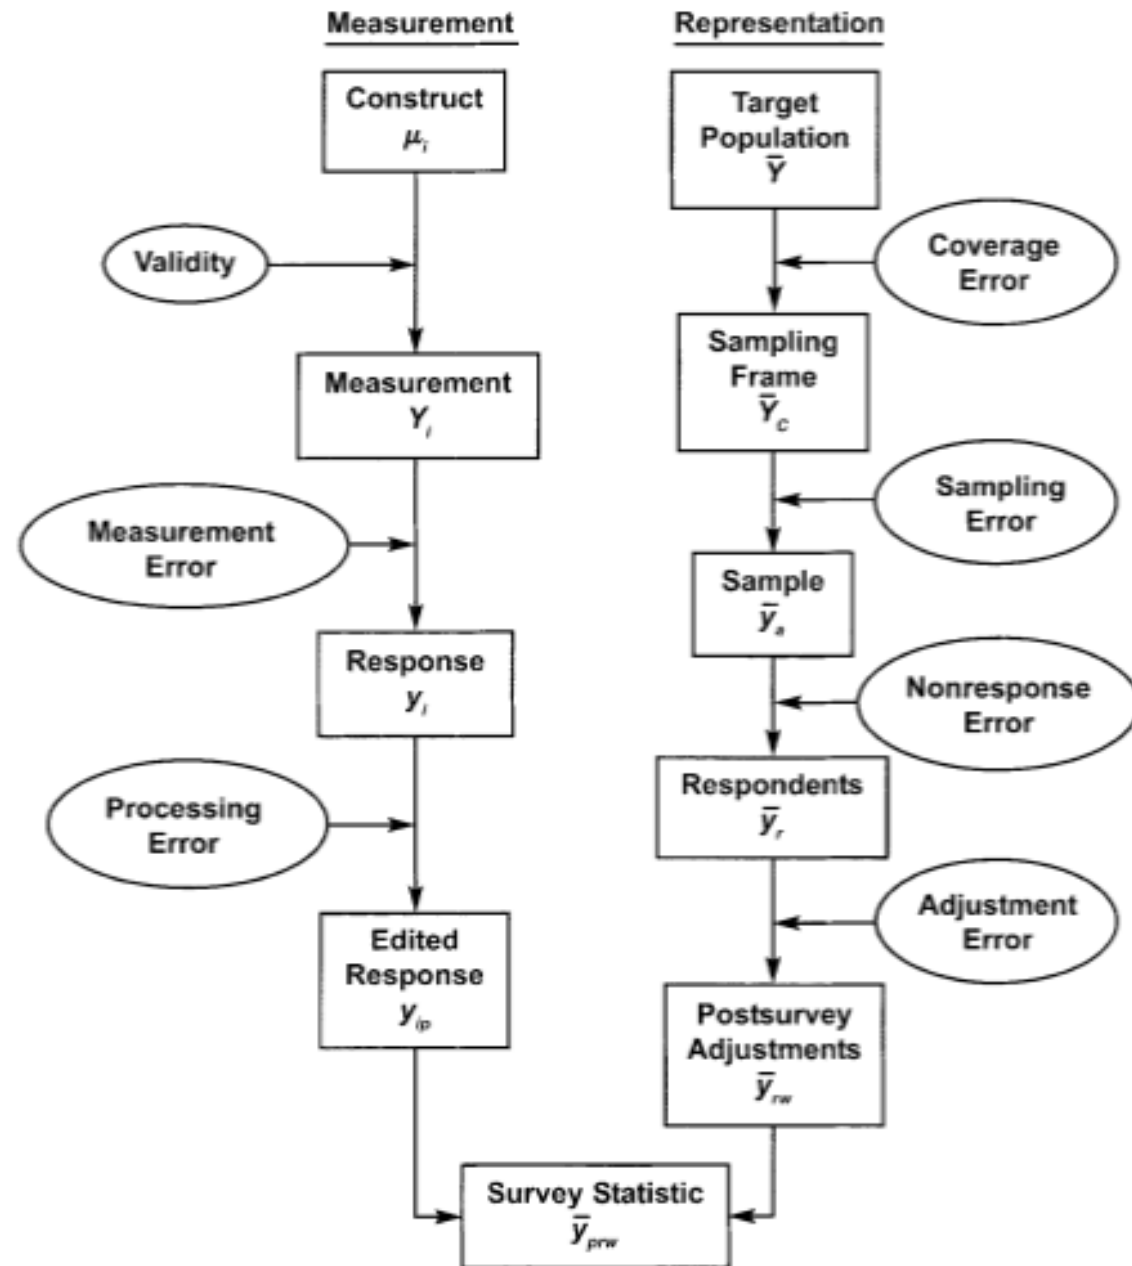 Measurement
Construct
μi
Validity
Measurement
Yi
Measurement
Error
Response
yi
Processing
Error
Edited
Response
yip
Representation
Target
Population
Ȳ
Coverage
Error
Sampling
Frame
ȲC
Sampling
Error
Sample
ȳa
Nonresponse
Error
Respondents
ȳr
Adjustment
Error
Postsurvey
Adjustments
ȳrw
Survey Statistic
ȳprw